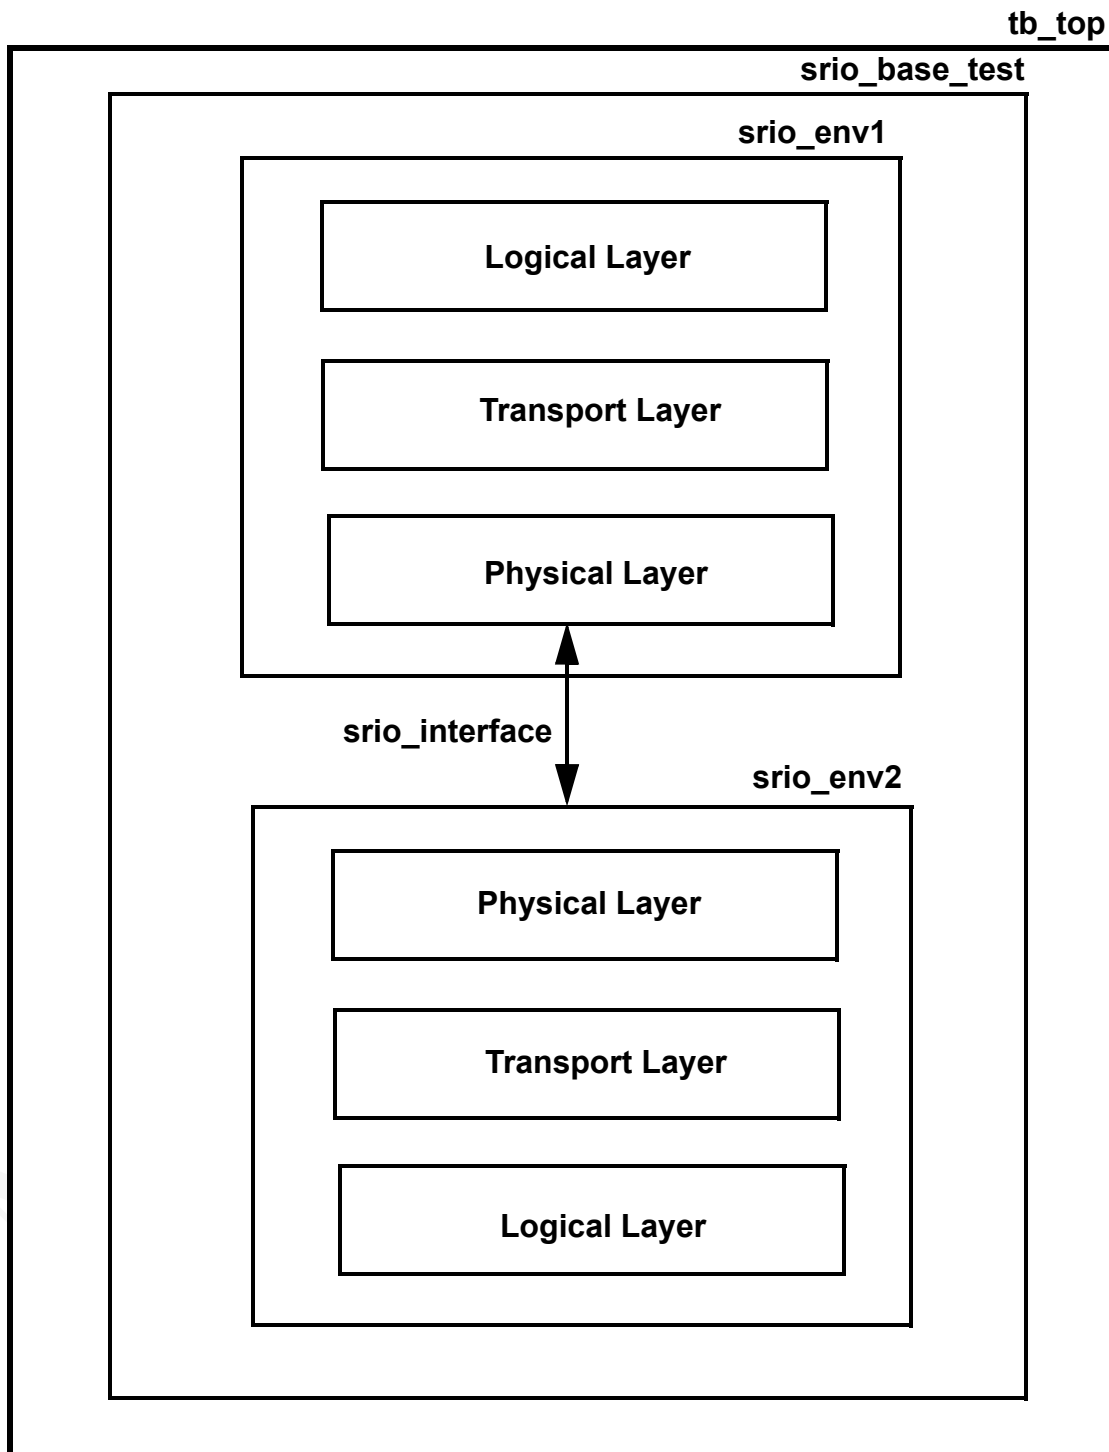 tb_top
srio_base_test
srio_env1
Logical Layer
Transport Layer
Physical Layer
srio_interface
srio_env2
Physical Layer
Transport Layer
Logical Layer